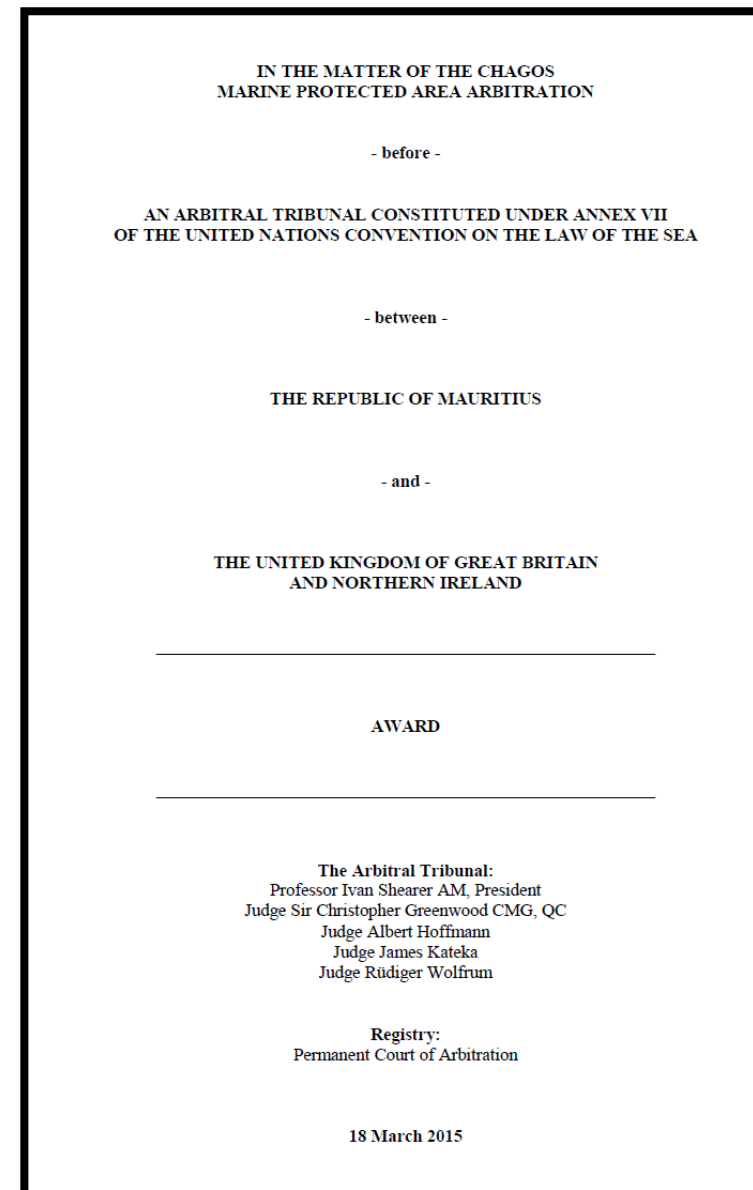 IN THE MATTER OF THE CHAGOS
MARINE PROTECTED AREA ARBITRATION
- before -
AN ARBITRAL TRIBUNAL CONSTITUTED UNDER ANNEX VII
OF THE UNITED NATIONS CONVENTION ON THE LAW OF THE SEA
- between -
THE REPUBLIC OF MAURITIUS
- and -
THE UNITED KINGDOM OF GREAT BRITAIN
AND NORTHERN IRELAND
AWARD
The Arbitral Tribunal:
Professor Ivan Shearer AM, President
Judge Sir Christopher Greenwood CMG, QC
Judge Albert Hoffmann
Judge James Kateka
Judge Rüdiger Wolfrum
Registry:
Permanent Court of Arbitration
18 March 2015